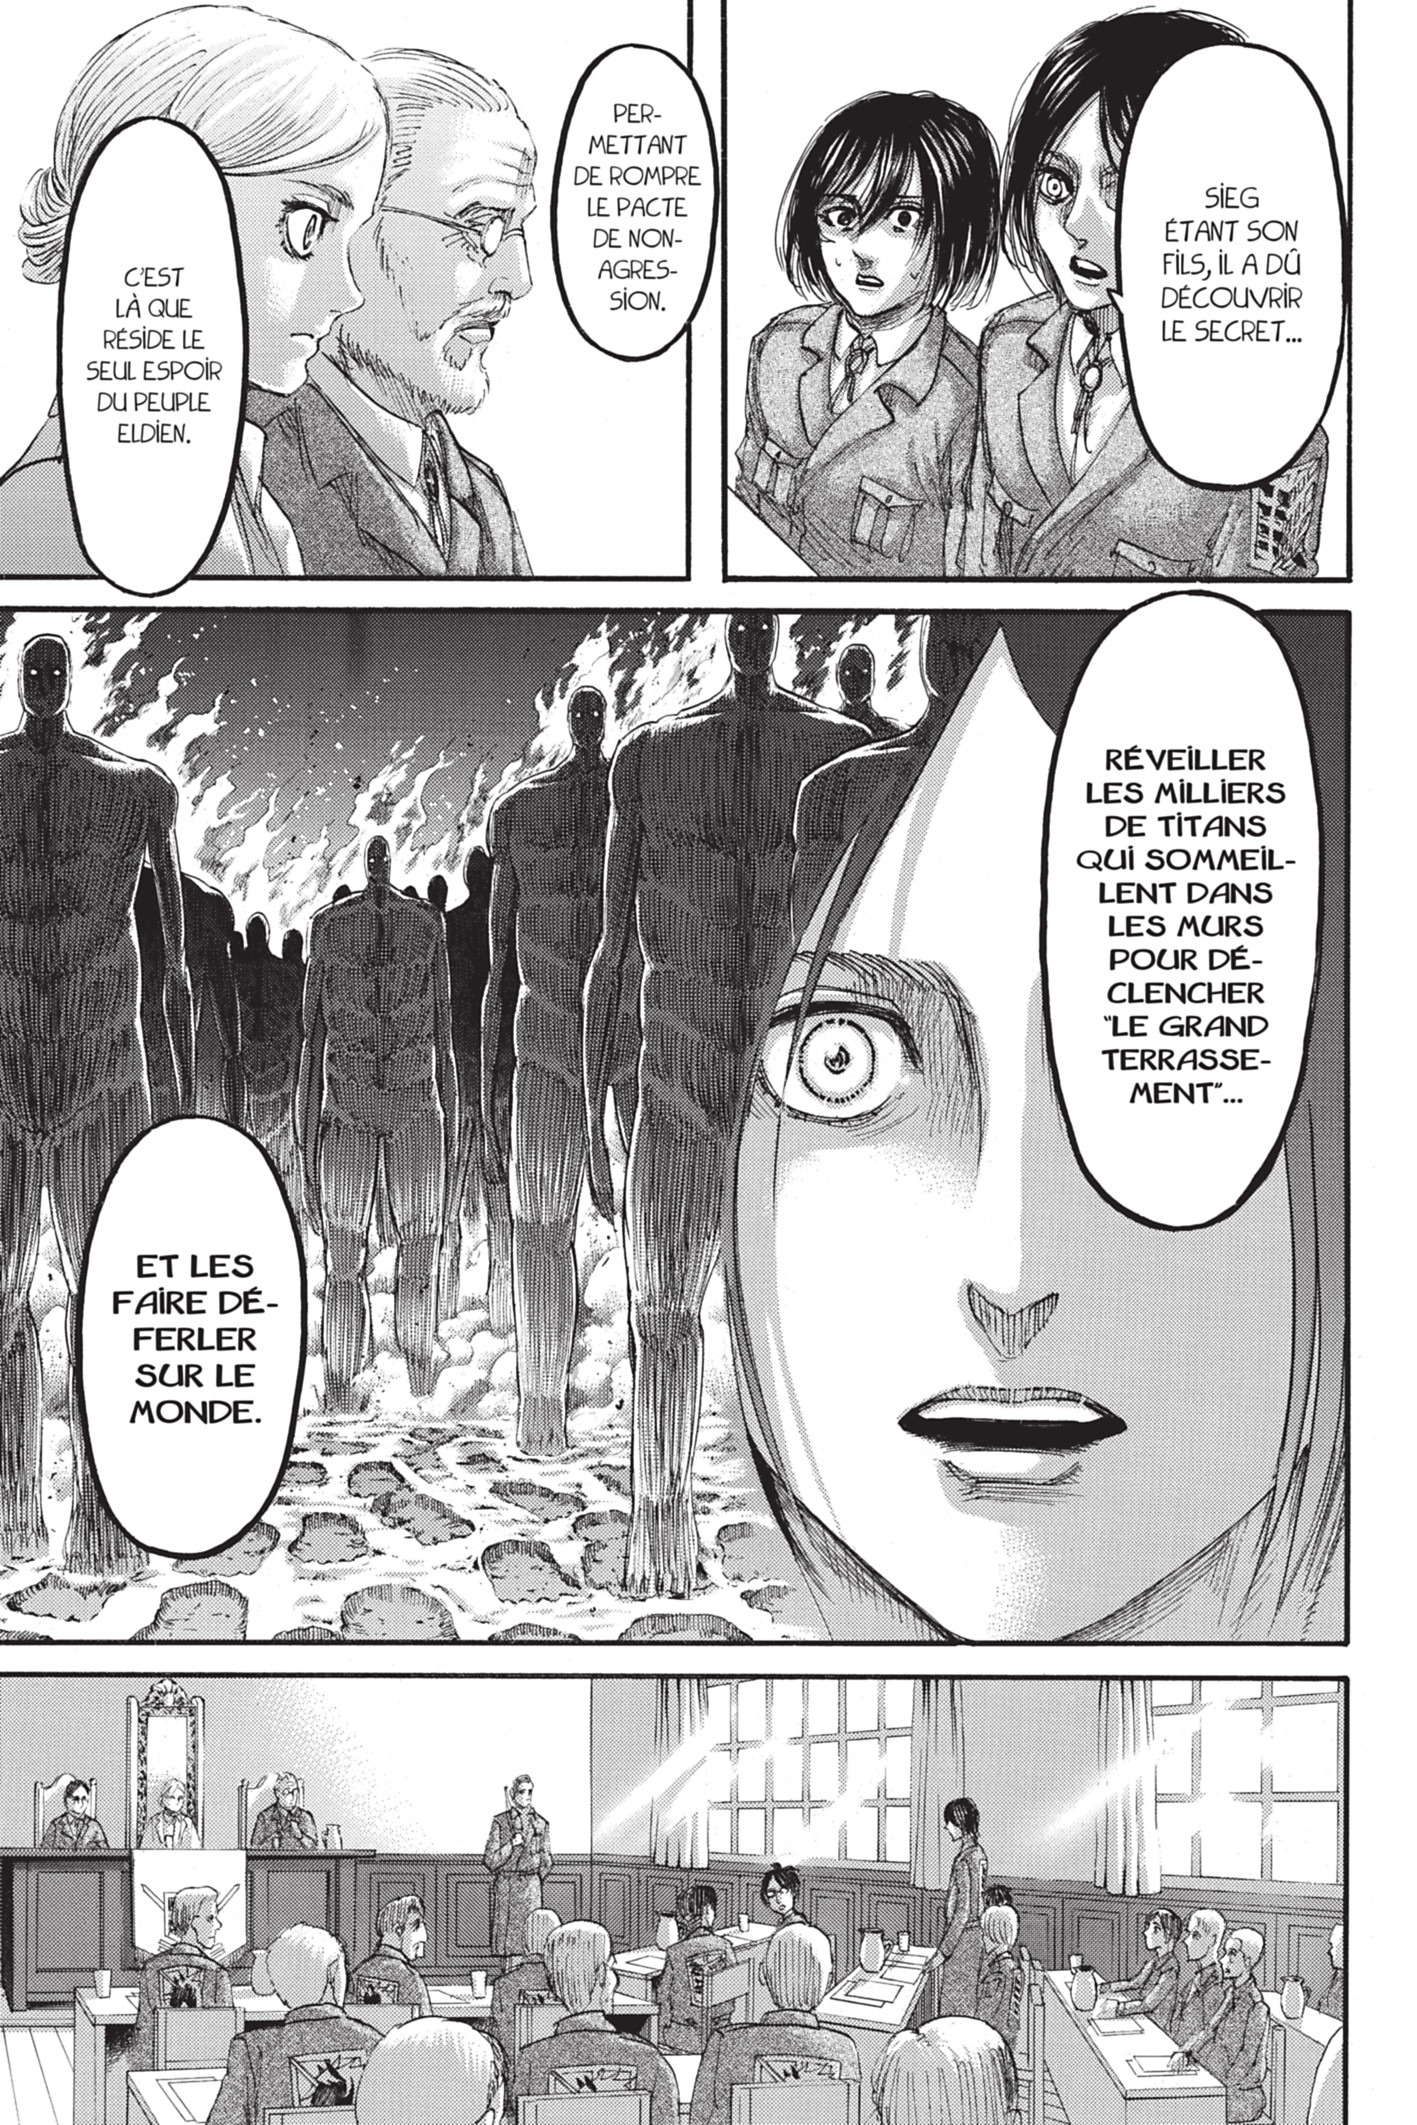 SIEG
ÉTANT SON
FILS, IL A DÛ
DÉCOUVRIR
LE SECRET...
PER-
METTANT
DE ROMPRE
LE PACTE
DE NON-
AGRES-
SION.
C'EST
LÀ QUE
RÉSIDE LE
SEUL ESPOIR
DU PEUPLE
ELDIEN.
RÉVEILLER
LES MILLIERS
DE TITANS
QUI SOMMEIL-
LENT DANS
LES MURS
POUR DÉ-
CLENCHER
"LE GRAND
TERRASSE-
MENT"...
ET LES
FAIRE DÉ-
FERLER
SUR LE
MONDE.